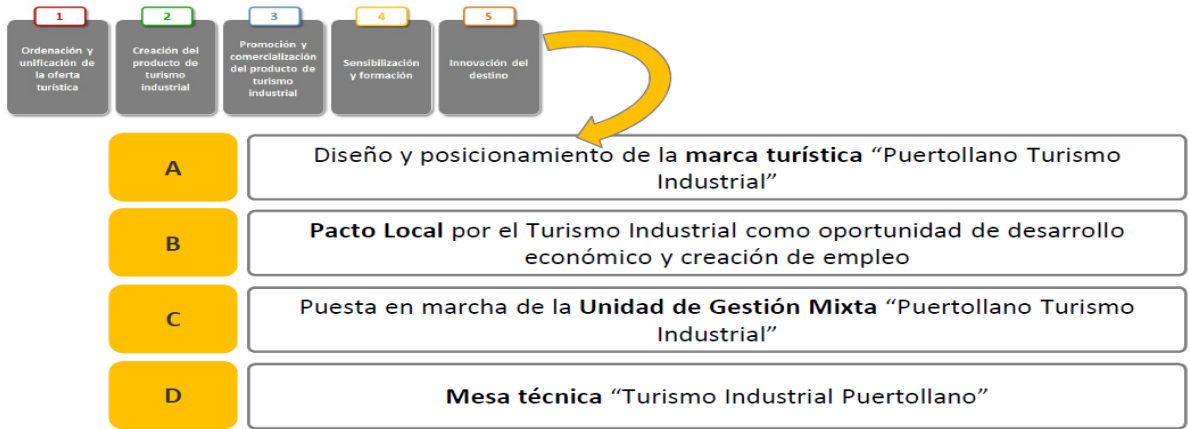 1
Ordenación y
unificación de
la oferta
turística
2
Creación del
producto de
turismo
industrial
3
Promoción y
comercialización
del producto de
turismo
industrial
4
Sensibilización
y formación
5
Innovación del
destino
A
Diseño y posicionamiento de la marca turística “Puertollano Turismo
Industrial”
B
Pacto Local por el Turismo Industrial como oportunidad de desarrollo
económico y creación de empleo
C
Puesta en marcha de la Unidad de Gestión Mixta “Puertollano Turismo
Industrial”
D
Mesa técnica “Turismo Industrial Puertollano”